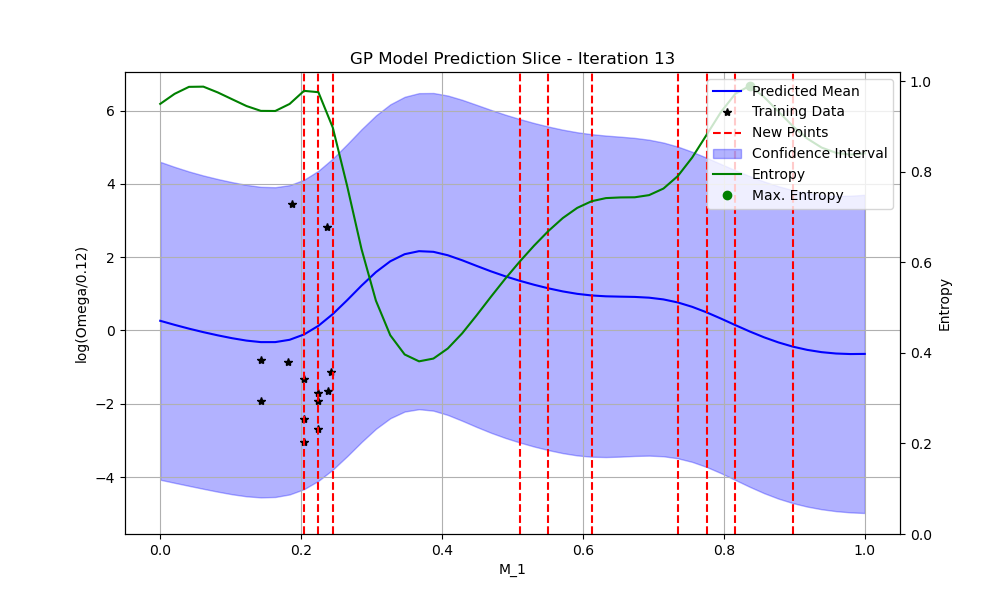 GP Model Prediction Slice - Iteration 13
log(Omega/0.12)
6
4
2
0
−2
−4
0.0
0.2
0.4
0.6
0.8
1.0
M_1
1.0
0.8
0.6
0.4
0.2
0.0
Entropy
Predicted Mean
Training Data
New Points
Confidence Interval
Entropy
Max. Entropy